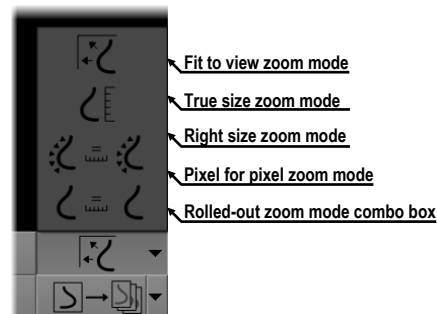 Fit to view zoom mode
True size zoom mode
Right size zoom mode
Pixel for pixel zoom mode
Rolled-out zoom mode combo box